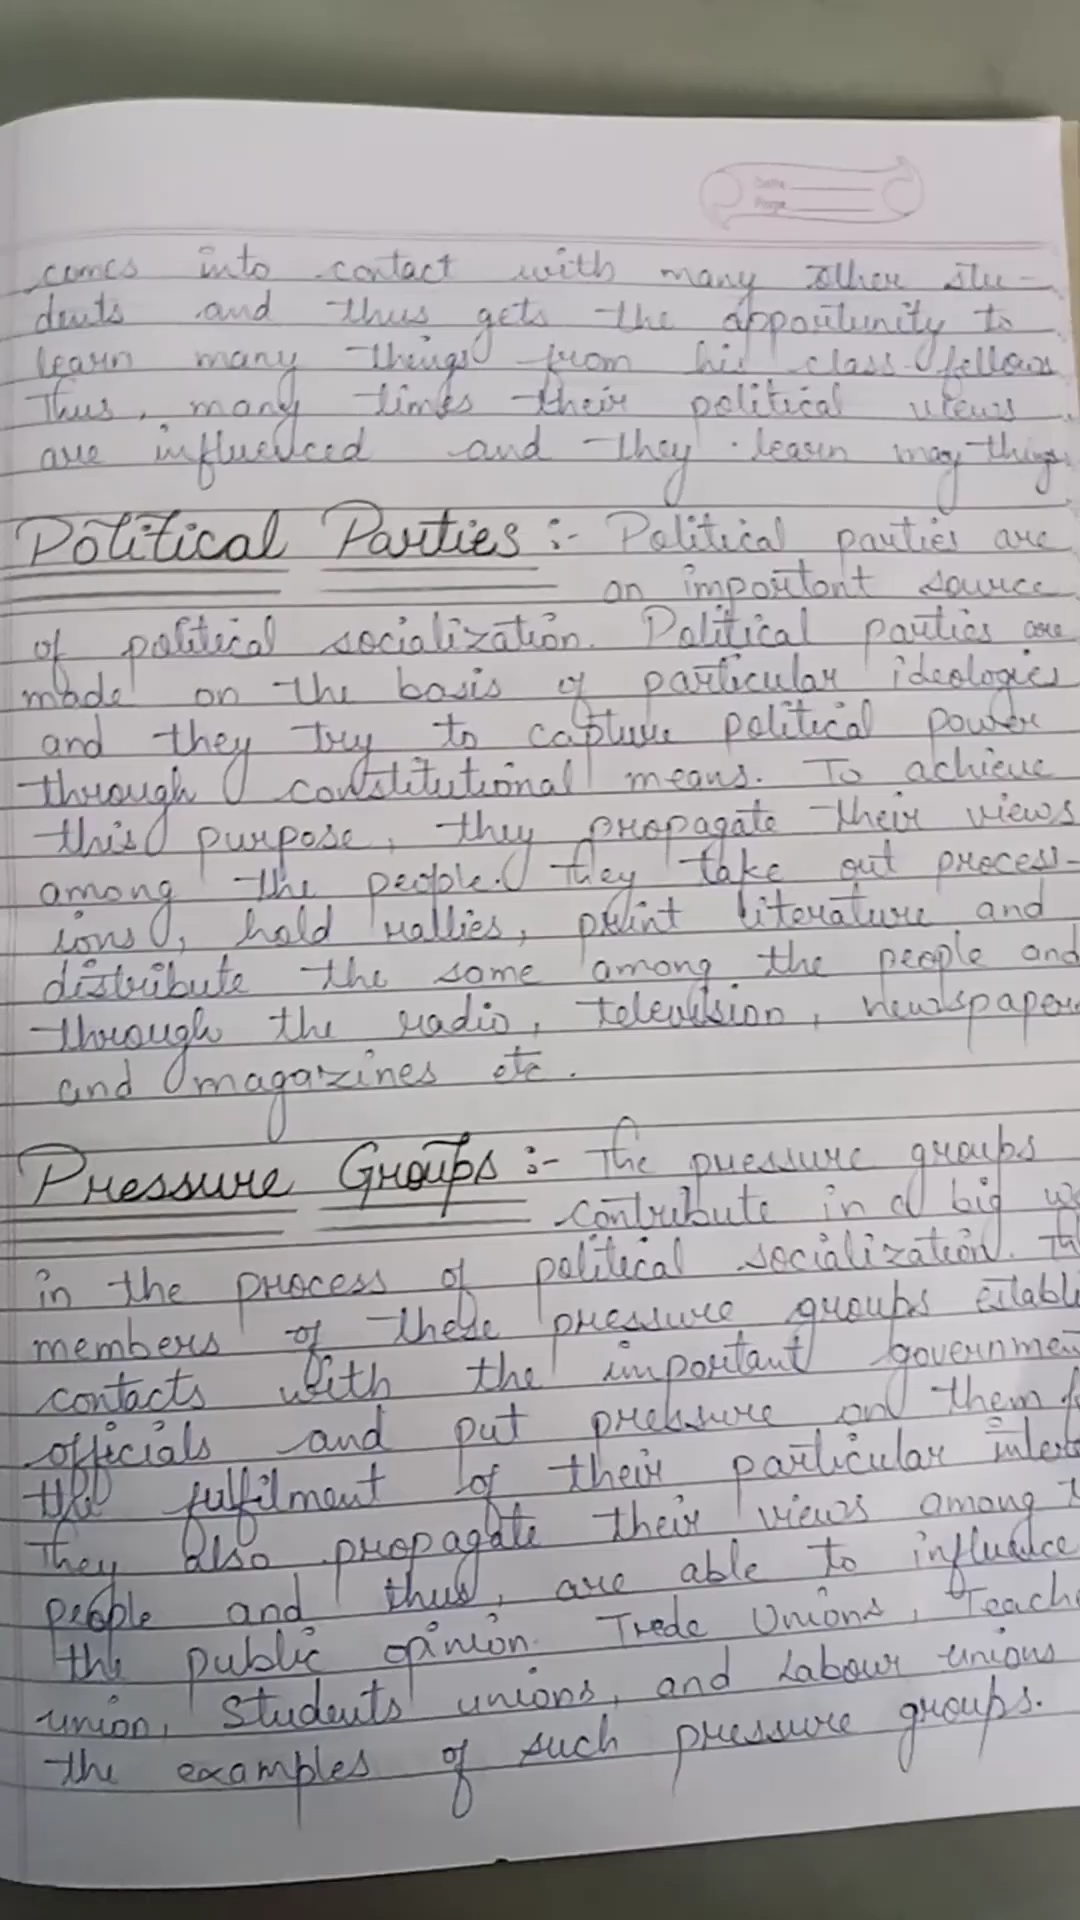 Date
Page
comes into contact with many other stu-
dents and thus gets the apportunity to
learn many things from his class fellows
Thus, many times their political views
are influenced and they learn may things
Political Parties :- Political parties are
an important source
of political socialization. Political parties are
made on the basis of particular ideologies
and they try to capture political power
through constitutional means. To achieve
this purpose, they propagate their views
among the people. They take out process-
ions, hold rallies, print literature and
distribute the same among the people and
through the radio, television, newspaper
and magazines etc.
Pressure Groups :- The pressure groups
contribute in a big
in the process of political socialization.
members of these pressure groups establi
contacts with the important governmen
officials and put pressure on them
the fulfilment of their particular
They also propagate their views among
people and thus, are able to influence
the public opinion. Trede Unions, Teach
union, Students unions, and Labour unions
the examples of such pressure groups.